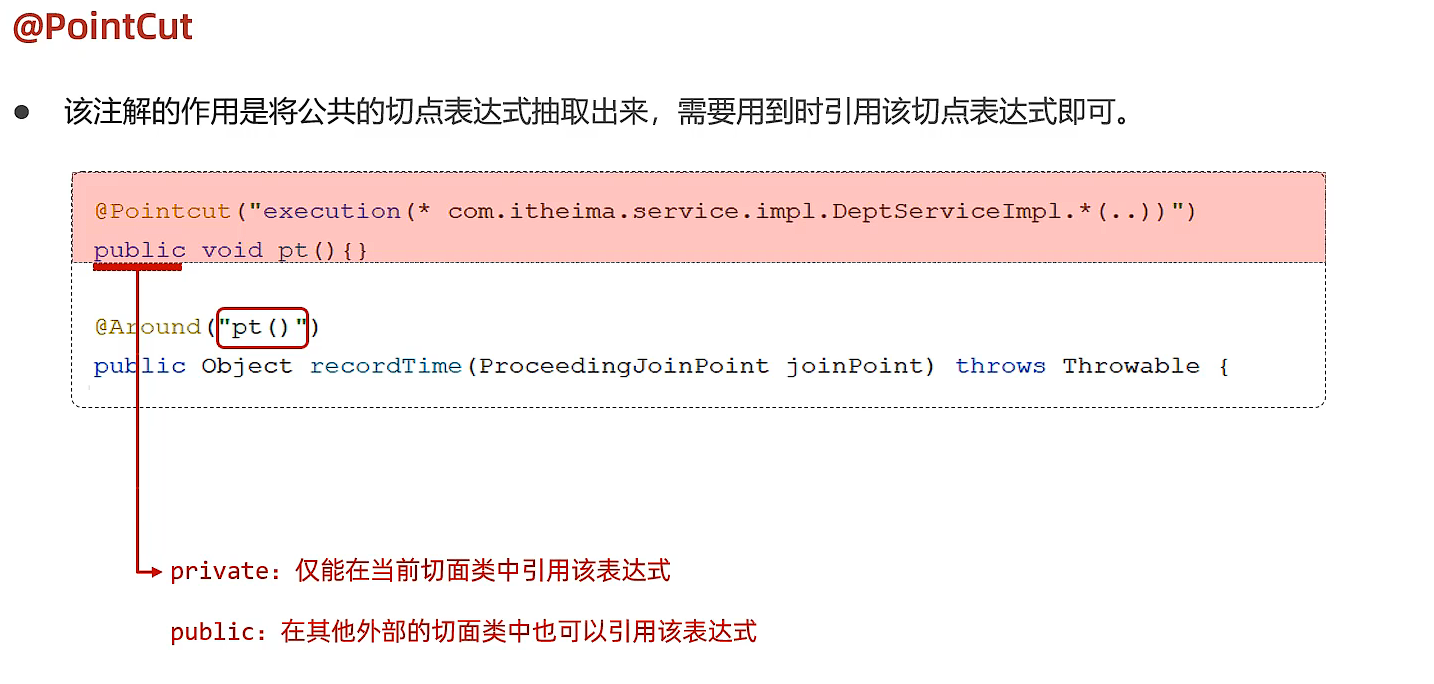 @PointCut
● 该注解的作用是将公共的切点表达式抽取出来，需要用到时引用该切点表达式即可。
@Pointcut("execution(* com.itheima.service.impl.DeptServiceImpl.*(..))")
public void pt(){}
@Around("pt()")
public Object recordTime(ProceedingJoinPoint joinPoint) throws Throwable {
private：仅能在当前切面类中引用该表达式
public：在其他外部的切面类中也可以引用该表达式